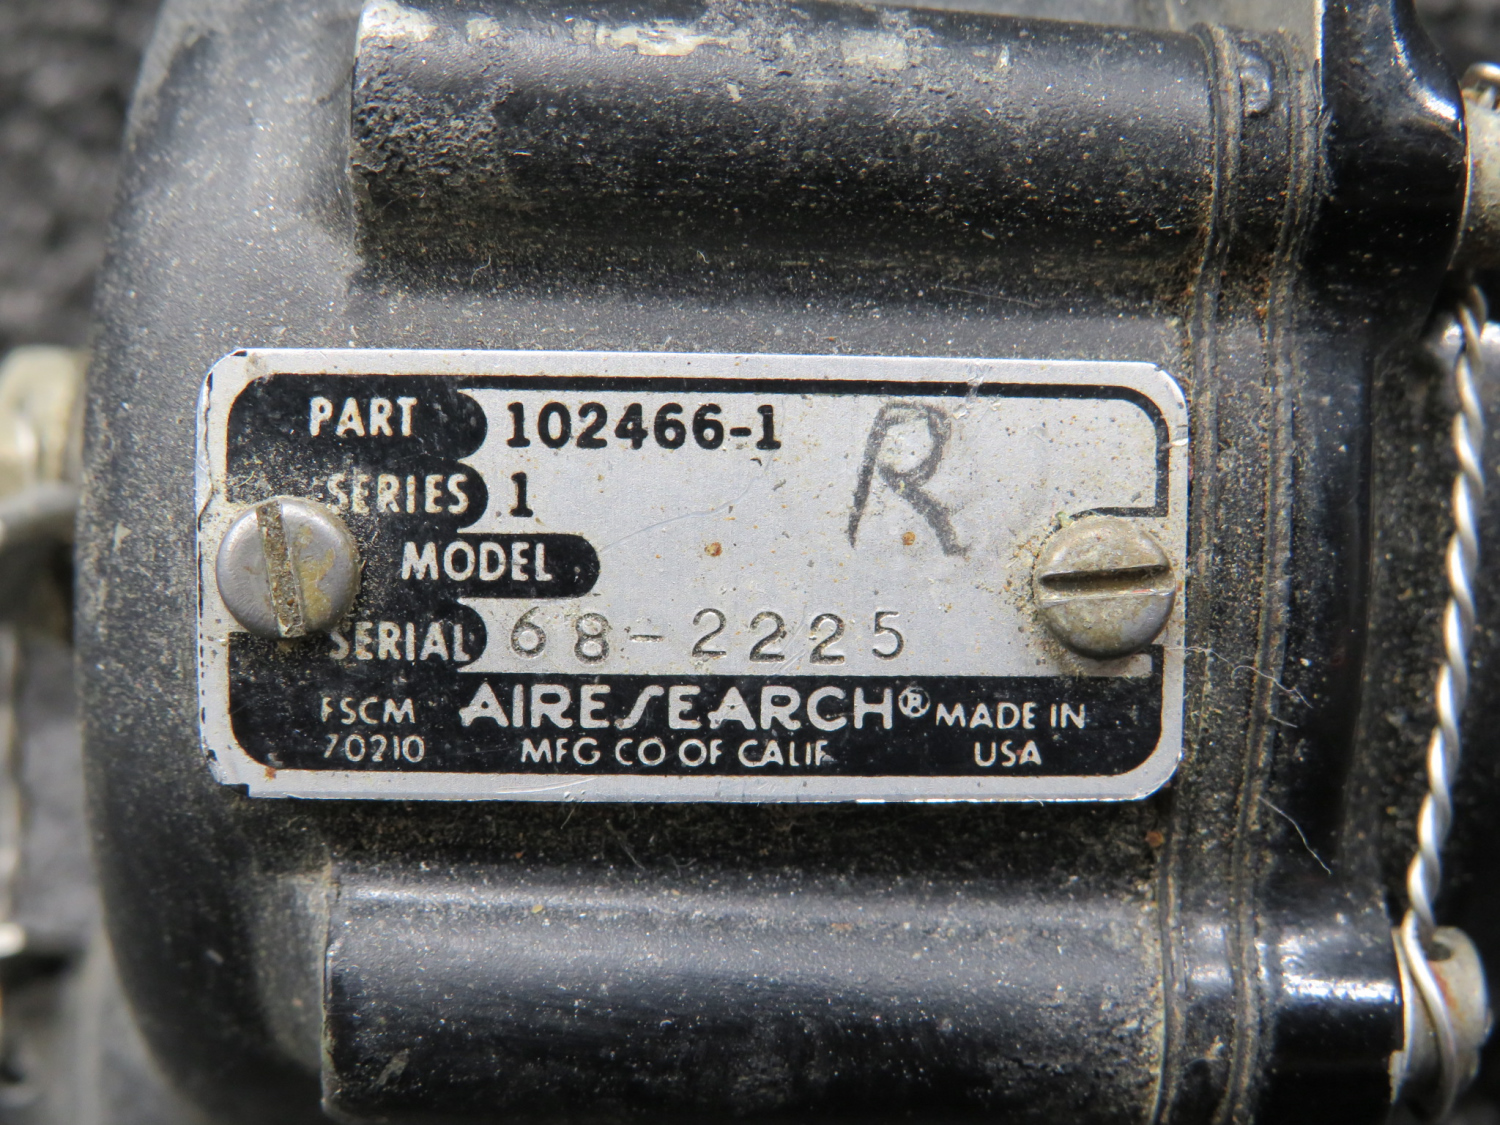 PART 102466-1
R
SERIES 1
MODEL
SERIAL 68-2225
FSCM AIRESEARCH® MADE IN
70210 MFG CO OF CALIF USA